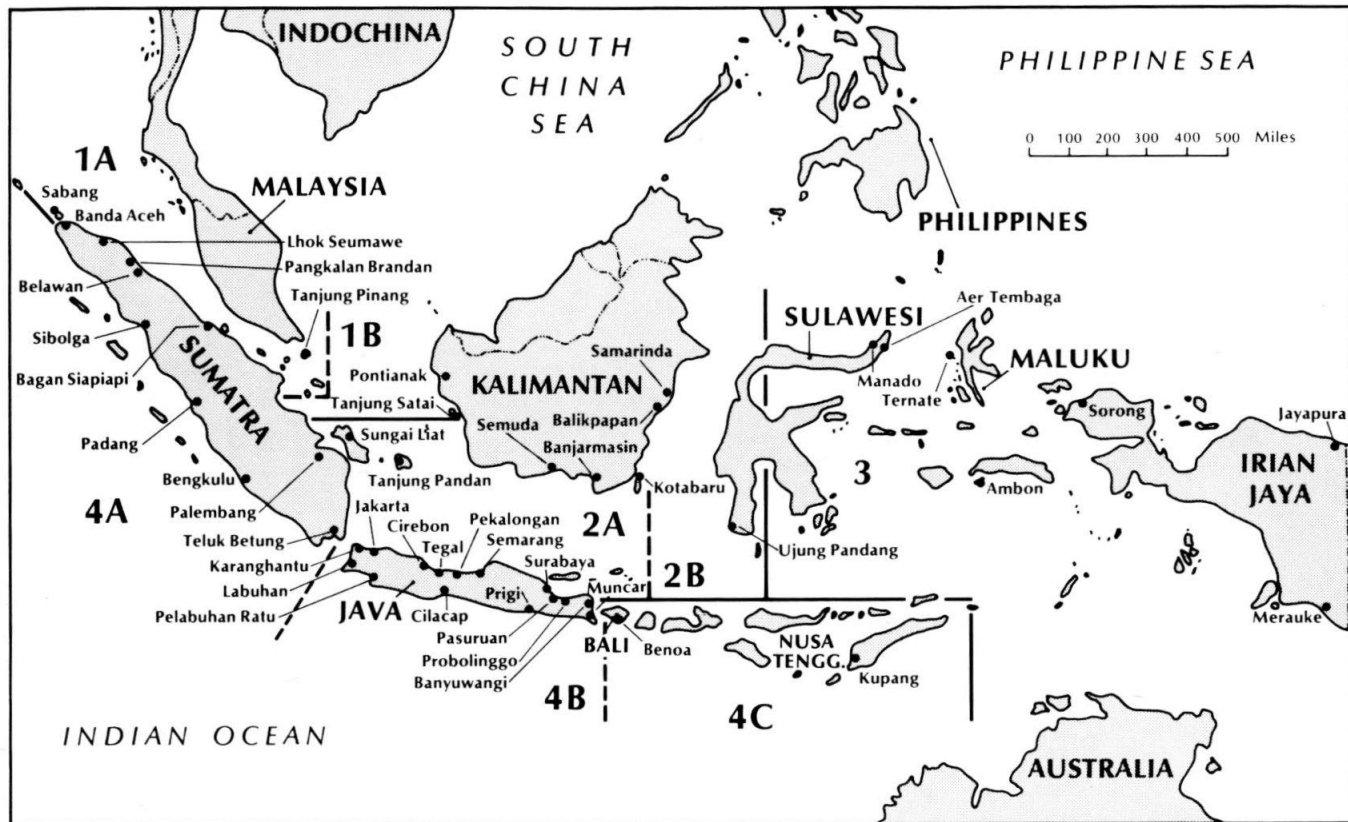 INDOCHINA
SOUTH
CHINA
SEA
PHILIPPINE SEA
0 100 200 300 400 500 Miles
1A
Sabang
Banda Aceh
MALAYSIA
Lhok Seumawe
Pangkalan Brandan
Belawan
Tanjung Pinang
PHILIPPINES
Aer Tembaga
Sibolga
1B
SULAWESI
Bagan Siapiapi
SUMATRA
Pontianak
KALIMANTAN
Samarinda
Manado
Ternate
MALUKU
Tanjung Satai
Balikpapan
Sorong
Jayapura
Padang
Sungai Liat
Semuda
Banjarmasin
Bengkulu
Tanjung Pandan
Kotabaru
3
Ambon
IRIAN
JAYA
4A
Palembang
Jakarta
Cirebon
Pekalongan
2A
Teluk Betung
Tegal
Semarang
Ujung Pandang
Karanghantu
Surabaya
2B
Labuhan
Muncar
Pelabuhan Ratu
JAVA
Cilacap
Prigi
Merauke
Pasuruan
BALI
Benoa
NUSA
TENGG.
Probolinggo
Kupang
Banyuwangi
4B
4C
INDIAN OCEAN
AUSTRALIA